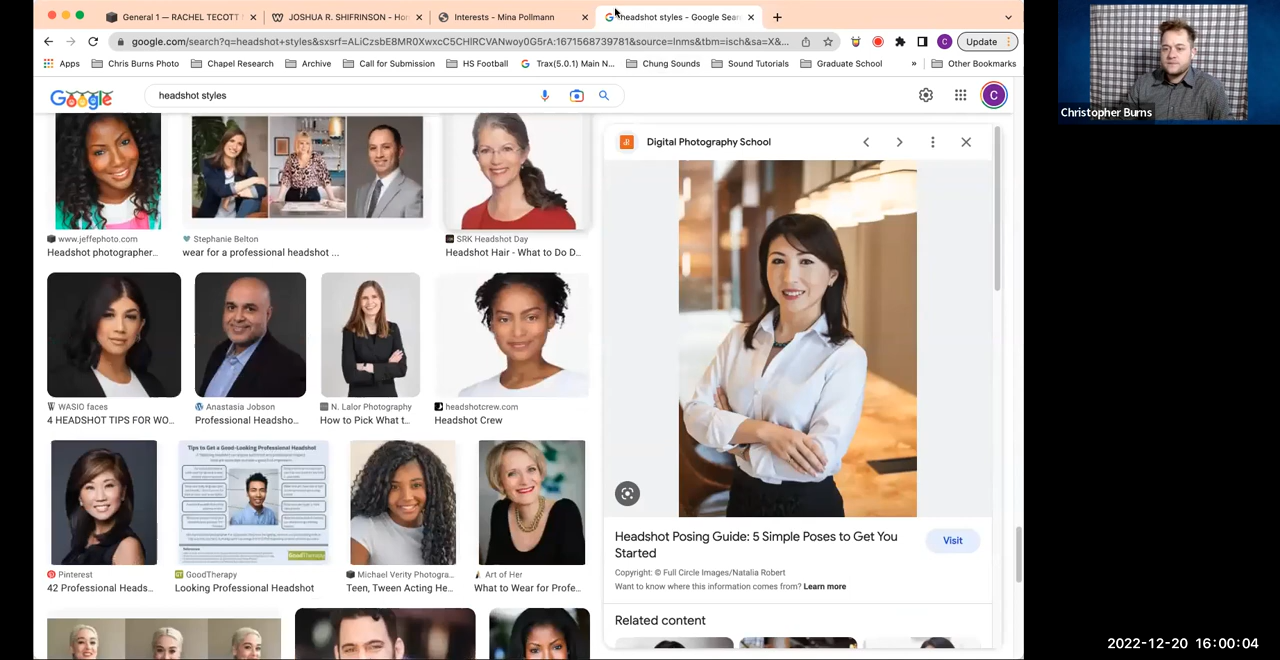 GENERAL 1 — RACHEL TECOTT
JOSHUA R. SHIFRINSON - Ho
Interests - Mina Pollmann
headshot styles - Google Sear
google.com/search?q=headshot+styles&sxsrf=ALiCzsbE8MR0XwxcC5CHOcVANwoy0G5rA:1671568739781&source=lnms&tbm=isch&sa=X&...
Update
Apps
Chris Burns Photo
Chapel Research
Archive
Call for Submission
HS Football
Trax(5.0.1) Main N...
Chung Sounds
Sound Tutorials
Graduate School
»
Other Bookmarks
Google
headshot styles
C
Christopher Burns
Digital Photography School
www.jeffephoto.com
Headshot photographer...
Stephanie Belton
wear for a professional headshot ...
SRK Headshot Day
Headshot Hair - What to Do D...
WASIO faces
4 HEADSHOT TIPS FOR WO...
Anastasia Jobson
Professional Headsho...
N. Lalor Photography
How to Pick What t...
headshotcrew.com
Headshot Crew
Tips to Get a Good-Looking Professional Headshot
GoodTherapy
Pinterest
42 Professional Heads...
GoodTherapy
Looking Professional Headshot
Michael Verity Photogra...
Teen, Tween Acting He...
Art of Her
What to Wear for Profe...
Headshot Posing Guide: 5 Simple Poses to Get You
Started
Visit
Copyright: © Full Circle Images/Natalia Robert
Want to know where this information comes from? Learn more
Related content
2022-12-20 16:00:04